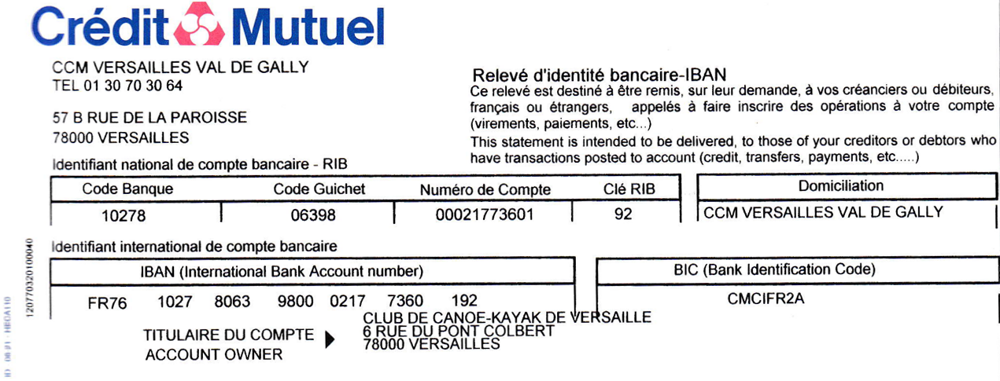 Crédit Mutuel
CCM VERSAILLES VAL DE GALLY
TEL 01 30 70 30 64
57 B RUE DE LA PAROISSE
78000 VERSAILLES
Relevé d'identité bancaire-IBAN
Ce relevé est destiné à être remis, sur leur demande, à vos créanciers ou débiteurs,
français ou étrangers, appelés à faire inscrire des opérations à votre compte
(virements, paiements, etc...)
This statement is intended to be delivered, to those of your creditors or debtors who
have transactions posted to account (credit, transfers, payments, etc.....)
Identifiant national de compte bancaire - RIB
Code Banque Code Guichet Numéro de Compte Clé RIB Domiciliation
10278 06398 00021773601 92 CCM VERSAILLES VAL DE GALLY
Identifiant international de compte bancaire
IBAN (International Bank Account number) BIC (Bank Identification Code)
FR76 1027 8063 9800 0217 7360 192 CMCIFR2A
TITULAIRE DU COMPTE
ACCOUNT OWNER
CLUB DE CANOE-KAYAK DE VERSAILLE
6 RUE DU PONT COLBERT
78000 VERSAILLES
120770320100040